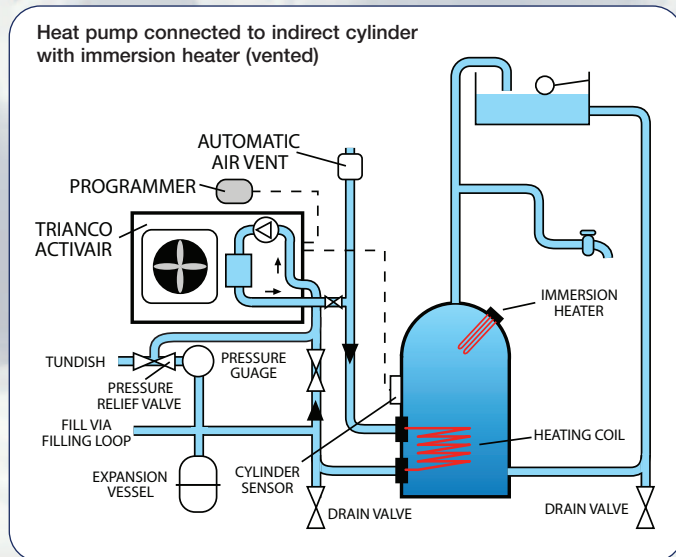 Heat pump connected to indirect cylinder
with immersion heater (vented)
AUTOMATIC
AIR VENT
PROGRAMMER
TRIANCO
ACTIVAIR
IMMERSION
HEATER
TUNDISH
PRESSURE
RELIEF VALVE
PRESSURE
GUAGE
FILL VIA
FILLING LOOP
HEATING COIL
EXPANSION
VESSEL
CYLINDER
SENSOR
DRAIN VALVE
DRAIN VALVE